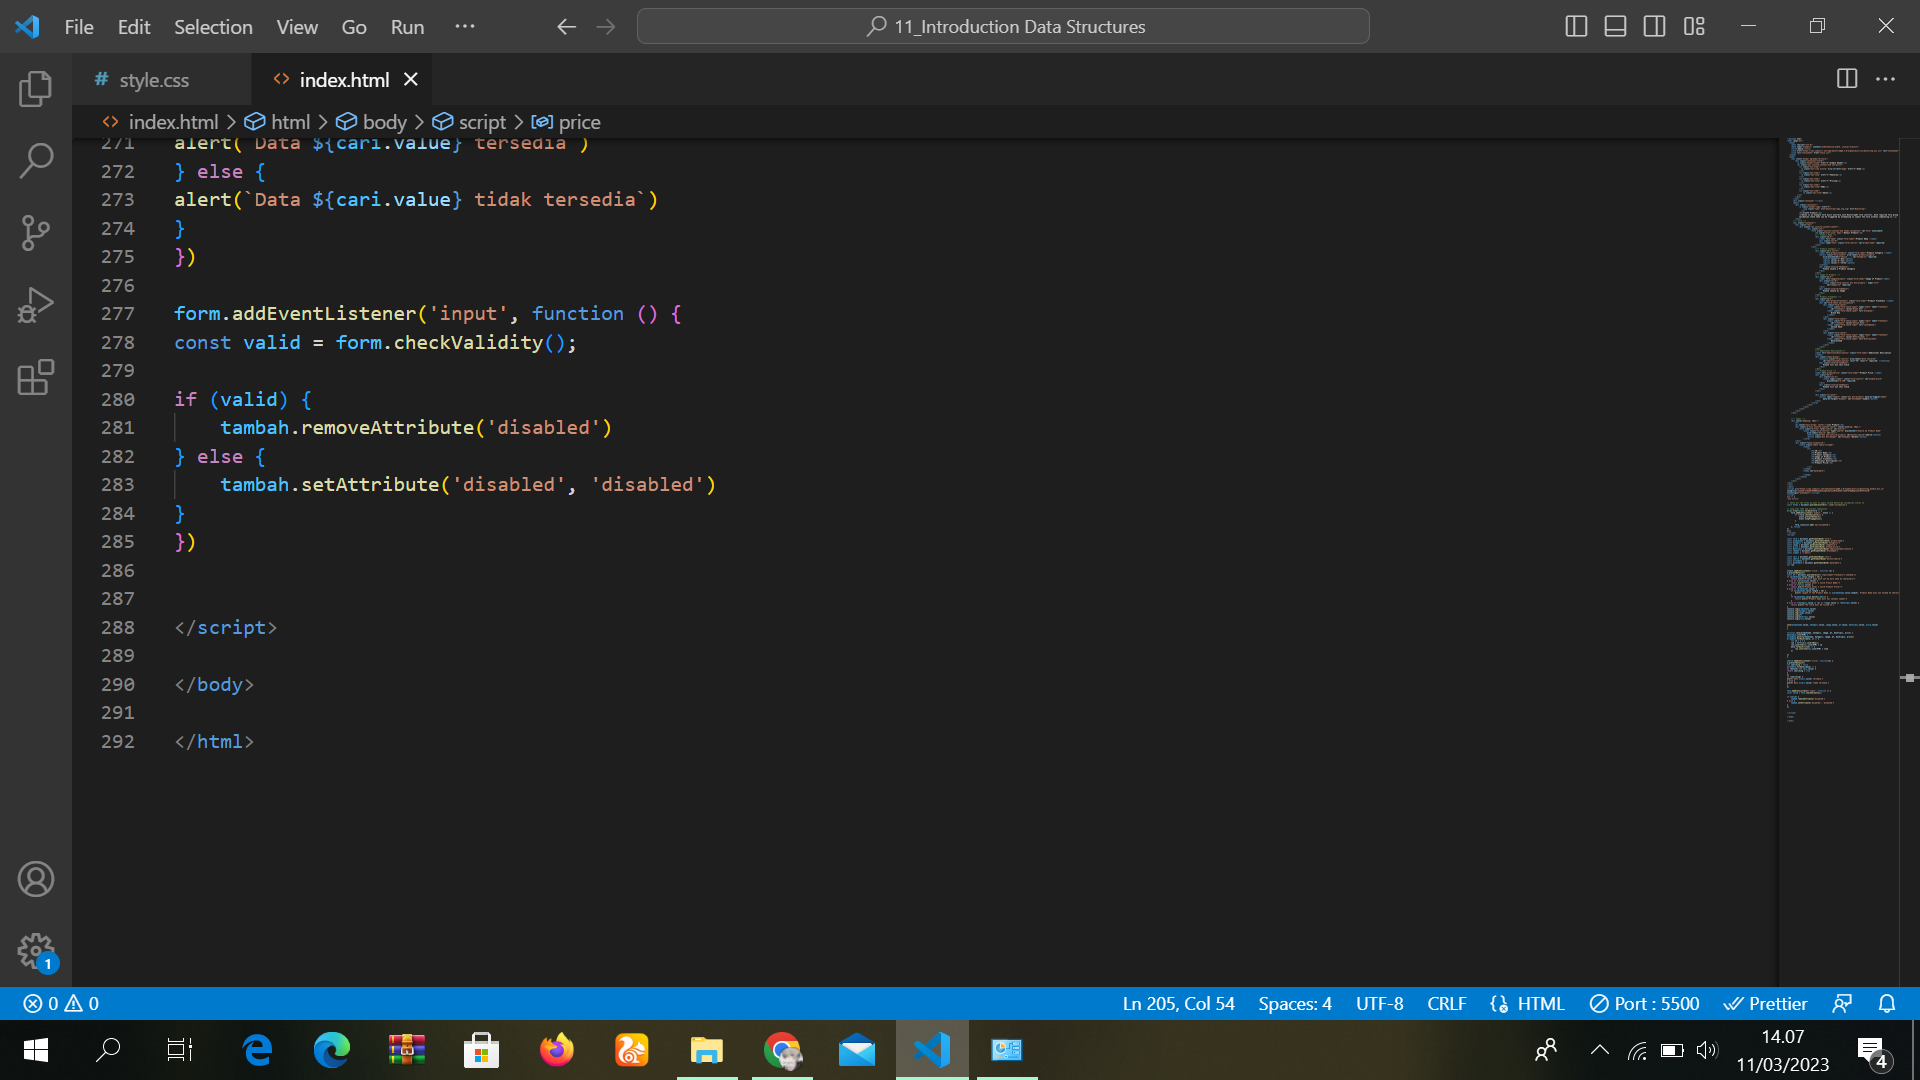 File Edit Selection View Go Run ···
11_Introduction Data Structures
# style.css
<> index.html
<> index.html > html > body > script > price
271 alert(`Data ${cari.value} tersedia`)
272 } else {
273 alert(`Data ${cari.value} tidak tersedia`)
274 }
275 })
276
277 form.addEventListener('input', function () {
278 const valid = form.checkValidity();
279
280 if (valid) {
281 tambah.removeAttribute('disabled')
282 } else {
283 tambah.setAttribute('disabled', 'disabled')
284 }
285 })
286
287
288 </script>
289
290 </body>
291
292 </html>
1
0 0
Ln 205, Col 54 Spaces: 4 UTF-8 CRLF HTML Port : 5500 Prettier
14.07
11/03/2023
4